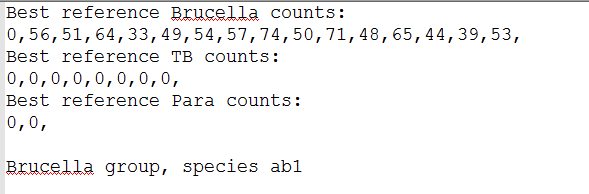 Best reference Brucella counts:
0,56,51,64,33,49,54,57,74,50,71,48,65,44,39,53,
Best reference TB counts:
0,0,0,0,0,0,0,0,
Best reference Para counts:
0,0,
Brucella group, species ab1